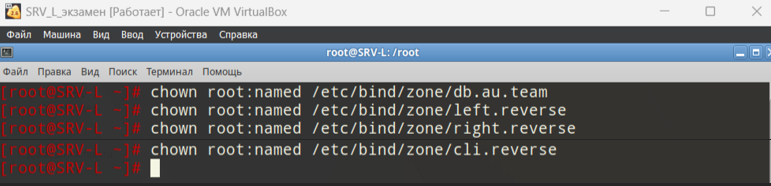 SRV_L_экзамен [Работает] - Oracle VM VirtualBox
Файл Машина Вид Ввод Устройства Справка
root@SRV-L: /root
Файл Правка Вид Поиск Терминал Помощь
[root@SRV-L ~]# chown root:named /etc/bind/zone/db.au.team
[root@SRV-L ~]# chown root:named /etc/bind/zone/left.reverse
[root@SRV-L ~]# chown root:named /etc/bind/zone/right.reverse
[root@SRV-L ~]# chown root:named /etc/bind/zone/cli.reverse
[root@SRV-L ~]#